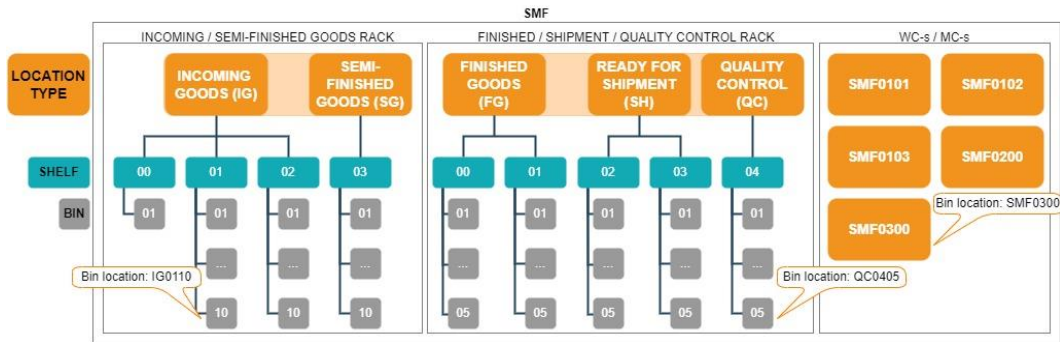 SMF
INCOMING / SEMI-FINISHED GOODS RACK
FINISHED / SHIPMENT / QUALITY CONTROL RACK
WC-s / MC-s
LOCATION
TYPE
INCOMING
GOODS (IG)
SEMI-
FINISHED
GOODS (SG)
FINISHED
GOODS
(FG)
READY FOR
SHIPMENT
(SH)
QUALITY
CONTROL
(QC)
SMF0101
SMF0102
SMF0103
SMF0200
SMF0300
Bin location: SMF0300
SHELF
00
01
02
03
00
01
02
03
04
BIN
01
01
01
01
01
01
01
01
01
...
...
...
...
...
...
...
...
Bin location: IG0110
Bin location: QC0405
10
10
10
05
05
05
05
05